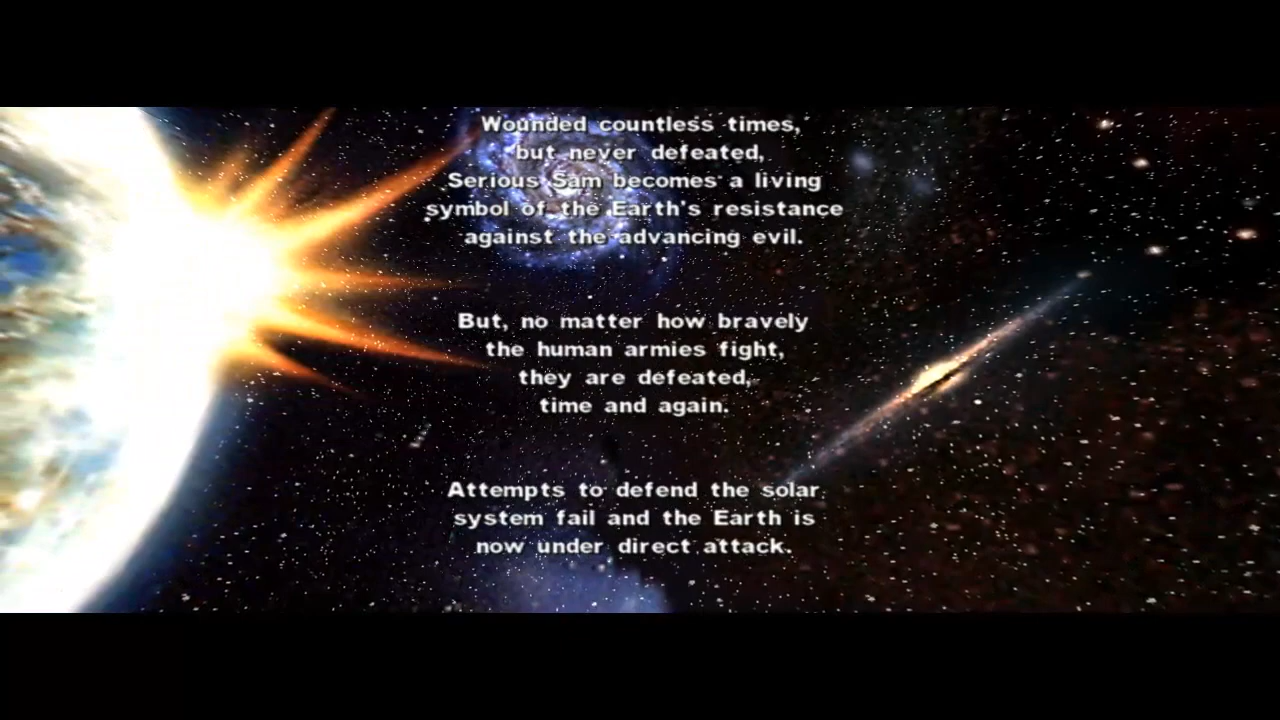 Wounded countless times,
but never defeated,
Serious Sam becomes a living
symbol of the Earth's resistance
against the advancing evil.
But, no matter how bravely
the human armies fight,
they are defeated,
time and again.
Attempts to defend the solar
system fail and the Earth is
now under direct attack.